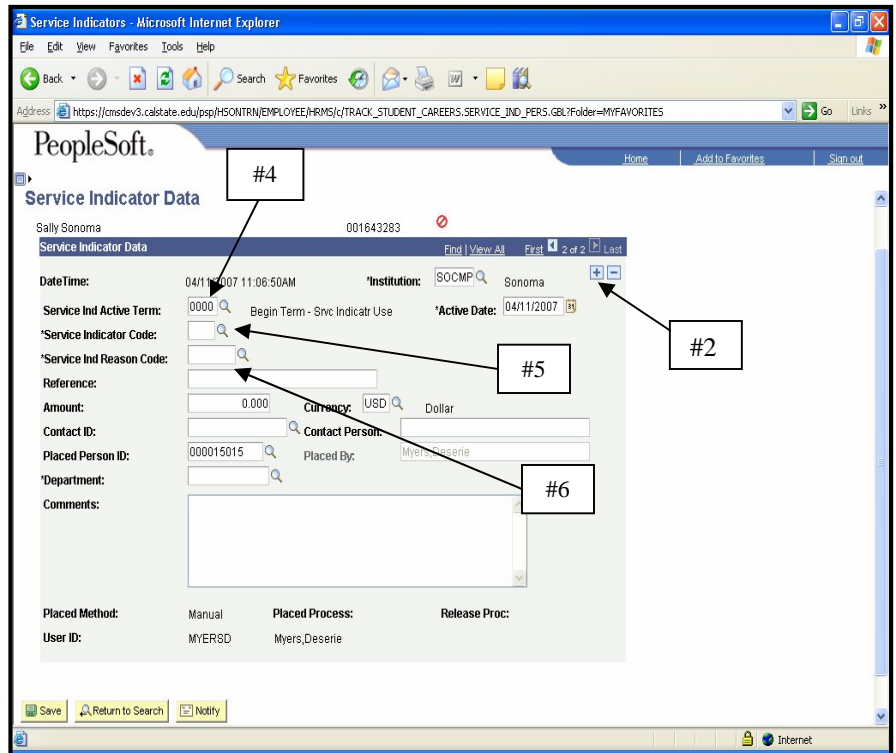 Service Indicators - Microsoft Internet Explorer
File Edit View Favorites Tools Help
Back Search Favorites
Address https://cmsdev3.calstate.edu/psp/HSONTRN/EMPLOYEE/HRMS/c/TRACK_STUDENT_CAREERS.SERVICE_IND_PERS.GBL?Folder=MYFAVORITES Go Links »
PeopleSoft.
Home Add to Favorites Sign out
#4
Service Indicator Data
Sally Sonoma 001643283
Service Indicator Data Find | View All First 2 of 2 Last
DateTime: 04/11/2007 11:06:50AM *Institution: SOCMP Sonoma
Service Ind Active Term: 0000 Begin Term - Srvc Indicatr Use *Active Date: 04/11/2007
#2
*Service Indicator Code:
*Service Ind Reason Code:
#5
Reference:
Amount: 0.000 Currency: USD Dollar
Contact ID: Contact Person:
Placed Person ID: 000015015 Placed By: Myers,Deserie
*Department:
#6
Comments:
Placed Method: Manual Placed Process: Release Proc:
User ID: MYERSD Myers,Deserie
Save Return to Search Notify
Internet